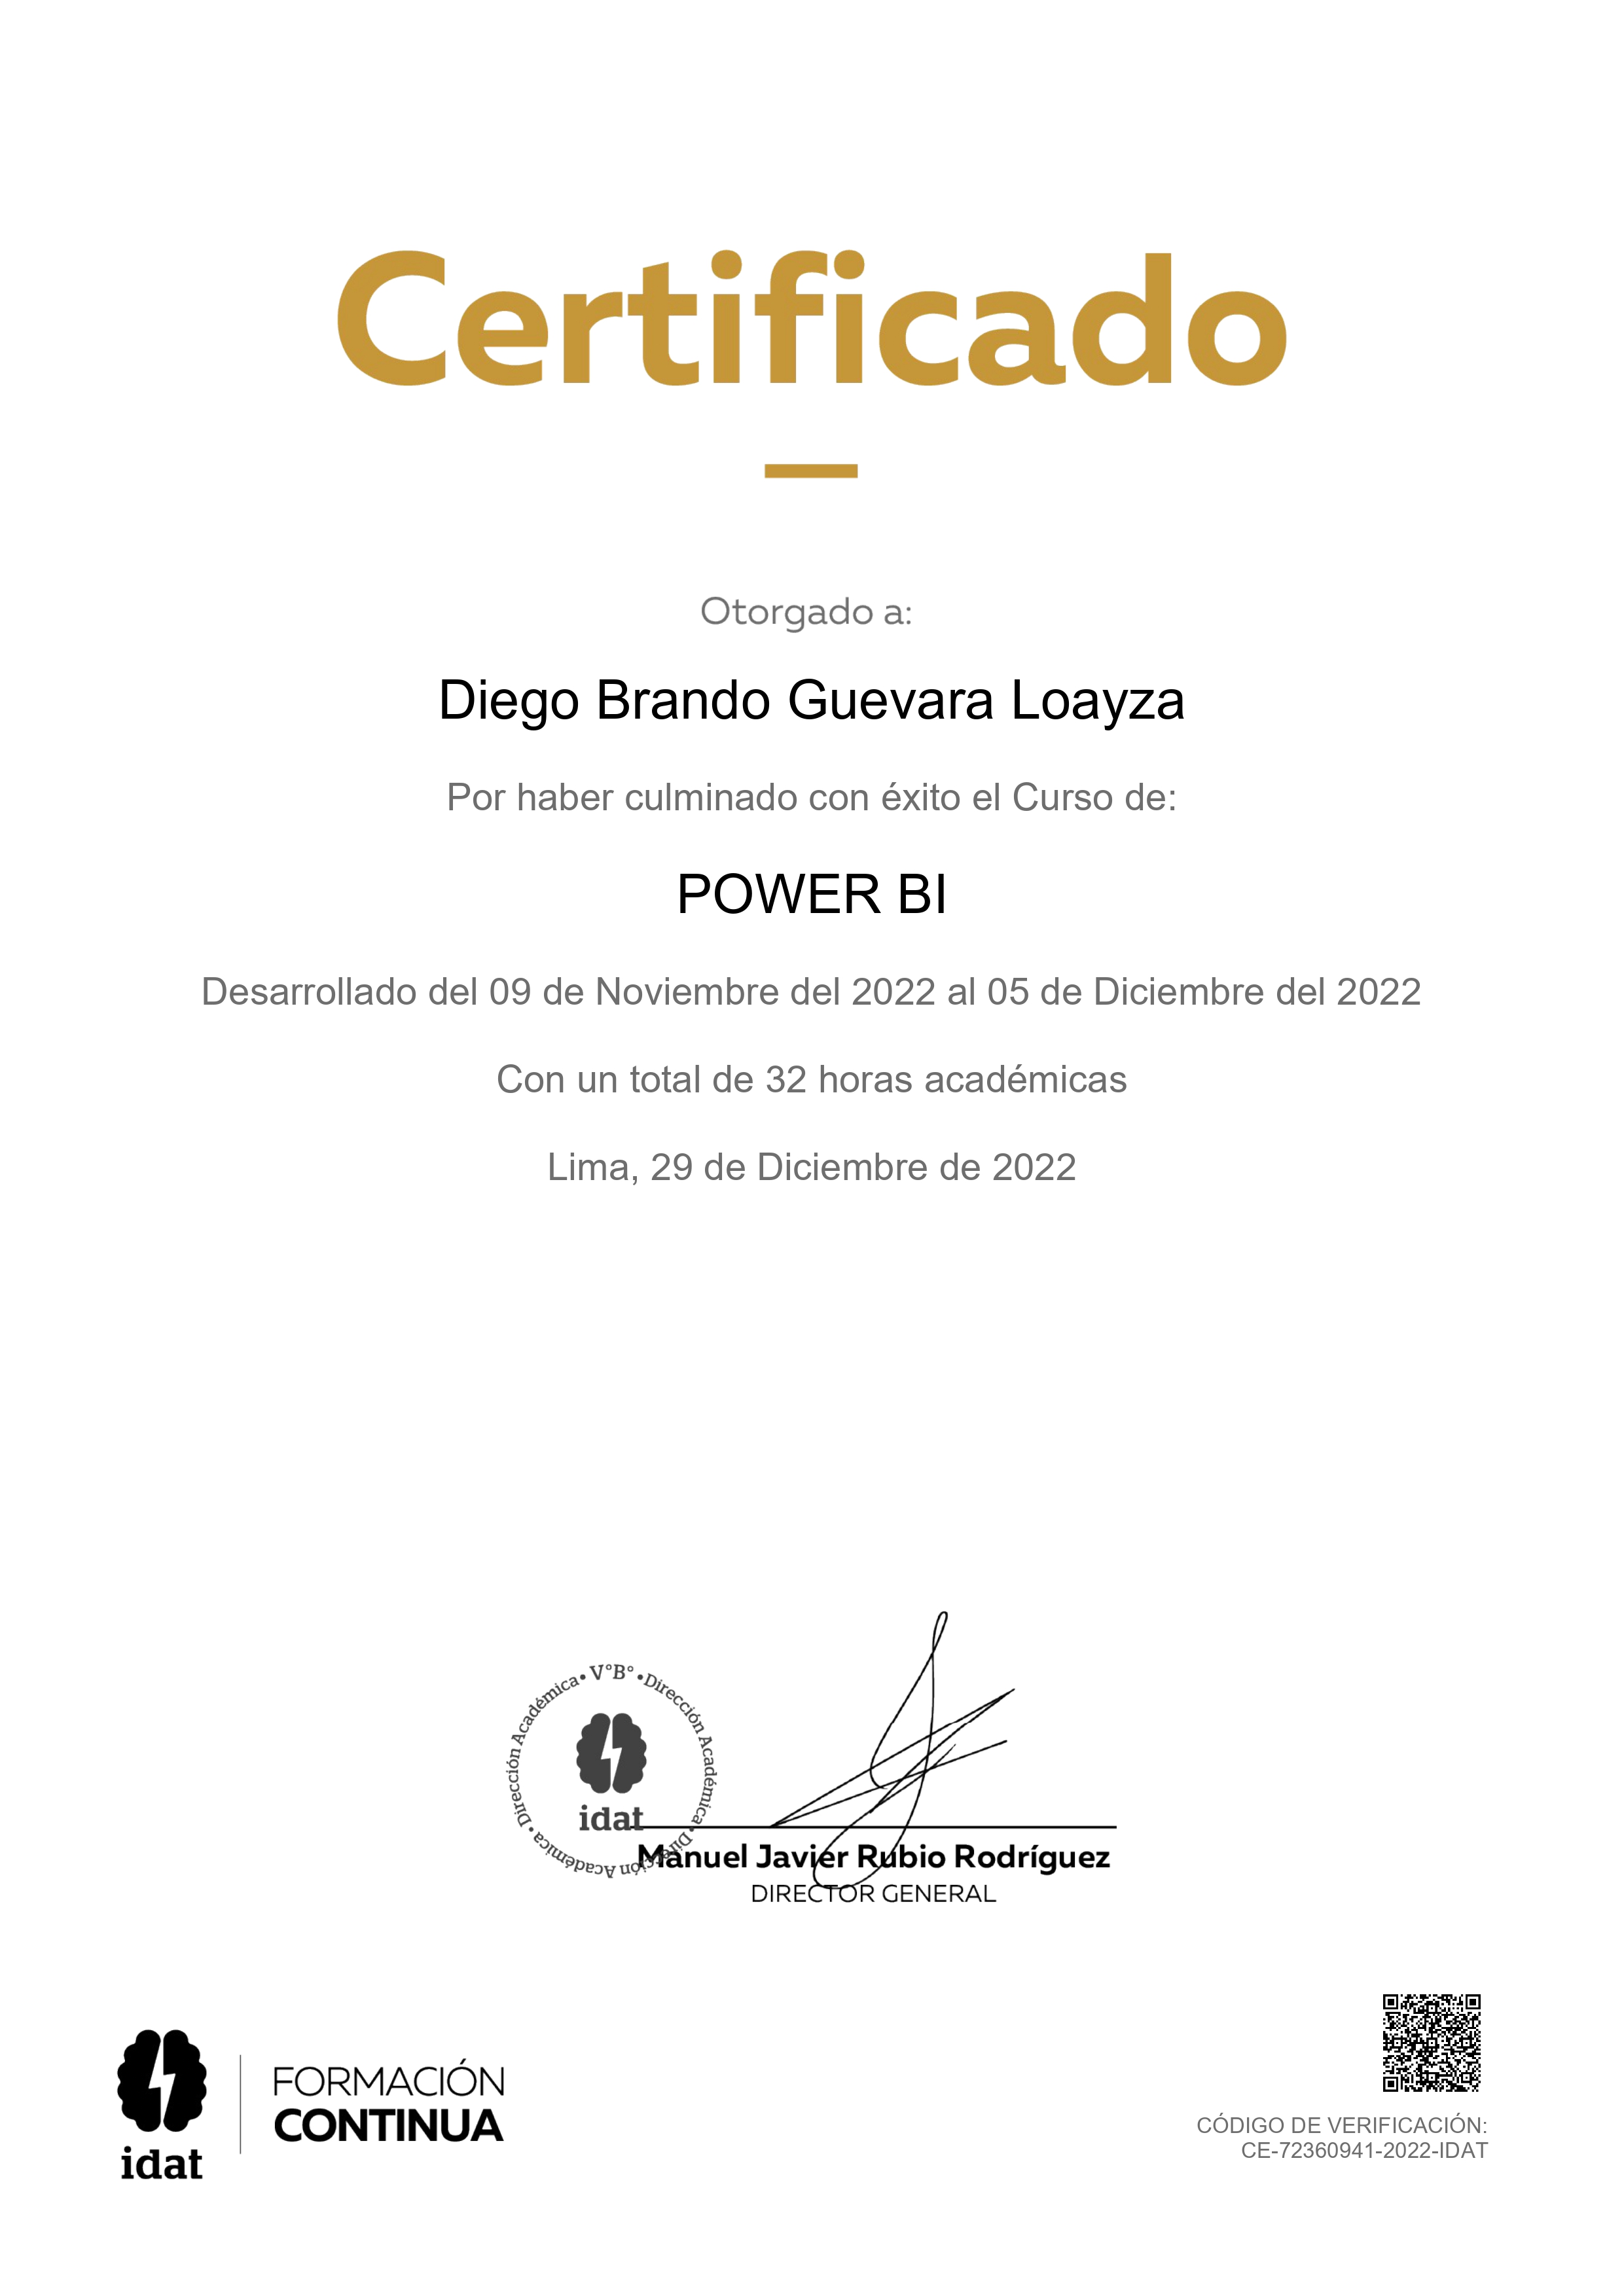 Certificado
Otorgado a:
Diego Brando Guevara Loayza
Por haber culminado con éxito el Curso de:
POWER BI
Desarrollado del 09 de Noviembre del 2022 al 05 de Diciembre del 2022
Con un total de 32 horas académicas
Lima, 29 de Diciembre de 2022
V°B° • Dirección Académica • Dirección Académica • Dirección Académica •
idat
Manuel Javier Rubio Rodríguez
DIRECTOR GENERAL
idat
FORMACIÓN
CONTINUA
CÓDIGO DE VERIFICACIÓN:
CE-72360941-2022-IDAT